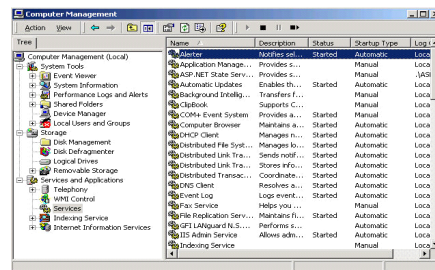 Computer Management
Action View
Tree
Computer Management (Local)
System Tools
Event Viewer
System Information
Performance Logs and Alerts
Shared Folders
Device Manager
Local Users and Groups
Storage
Disk Management
Disk Defragmenter
Logical Drives
Removable Storage
Services and Applications
Telephony
WMI Control
Services
Indexing Service
Internet Information Services
Name Description Status Startup Type Log
Alerter Notifies sel... Started Automatic Loca
Application Manage... Provides s... Manual Loca
ASP.NET State Serv... Provides s... Manual .\AS
Automatic Updates Enables th... Started Automatic Loca
Background Intellig... Transfers f... Manual Loca
ClipBook Supports C... Manual Loca
COM+ Event System Provides a... Started Manual Loca
Computer Browser Maintains a... Started Automatic Loca
DHCP Client Manages n... Started Automatic Loca
Distributed File Syst... Manages lo... Started Automatic Loca
Distributed Link Tra... Sends notif... Started Automatic Loca
Distributed Link Tra... Stores info... Started Automatic Loca
Distributed Transac... Coordinate... Started Automatic Loca
DNS Client Resolves a... Started Automatic Loca
Event Log Logs event... Started Automatic Loca
Fax Service Helps you ... Manual Loca
File Replication Serv... Maintains fi... Started Automatic Loca
GFI LANguard N.S.... Performs s... Automatic Loca
IIS Admin Service Allows adm... Started Automatic Loca
Indexing Service Manual Loca